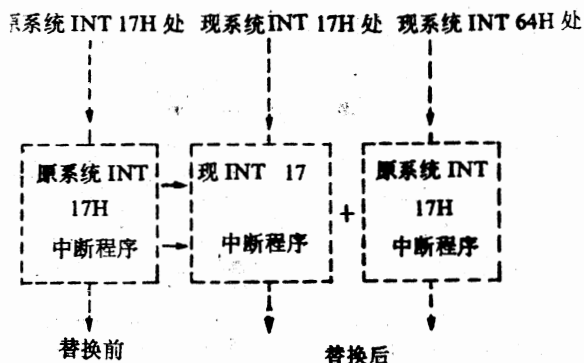 原系统 INT 17H 处 现系统 INT 17H 处 现系统 INT 64H 处
原系统 INT
17H
中断程序
现 INT 17
中断程序
+
原系统 INT
17H
中断程序
替换前
替换后